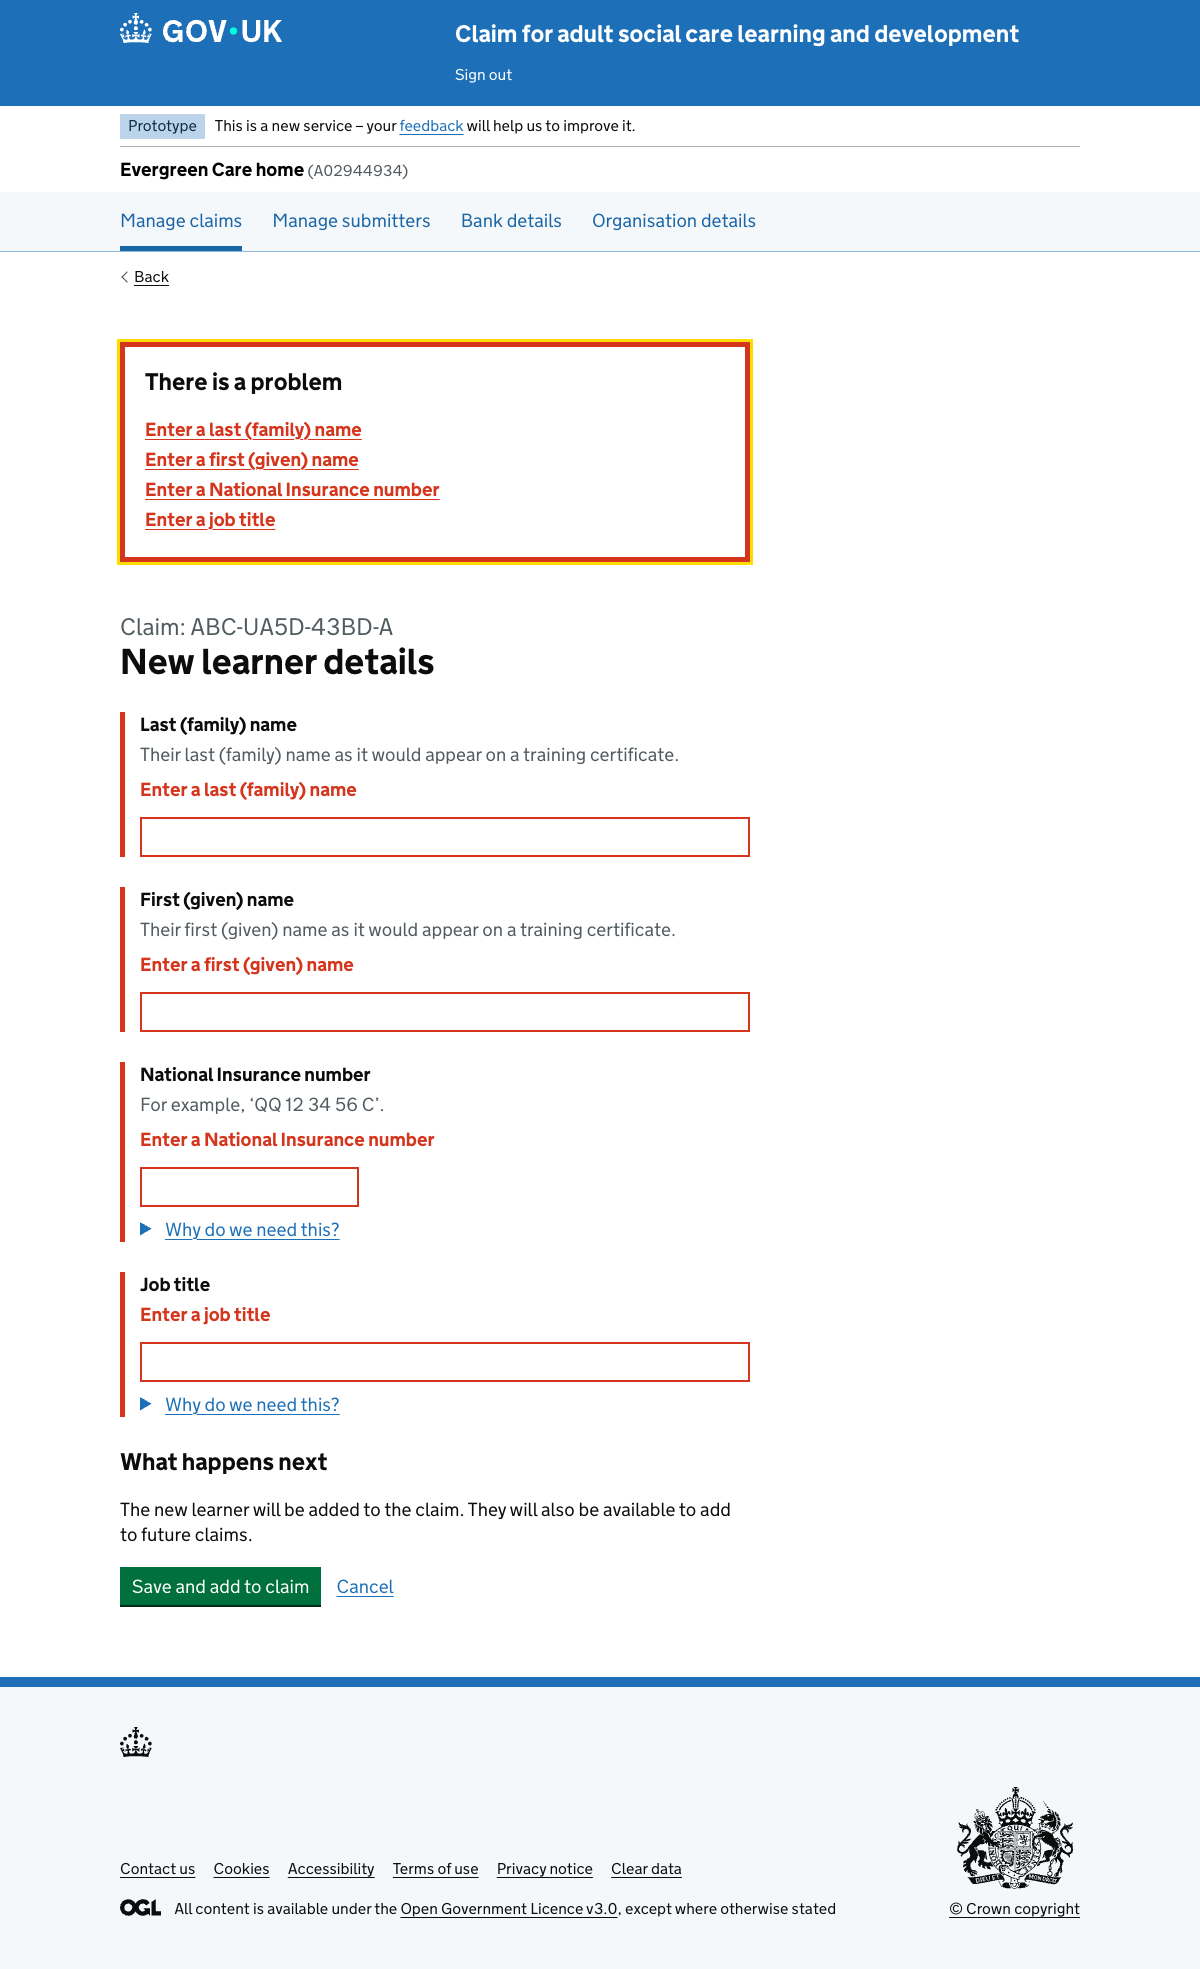 GOV·UK
Claim for adult social care learning and development
Sign out
Prototype This is a new service – your feedback will help us to improve it.
Evergreen Care home (A02944934)
Manage claims Manage submitters Bank details Organisation details
Back
There is a problem
Enter a last (family) name
Enter a first (given) name
Enter a National Insurance number
Enter a job title
Claim: ABC-UA5D-43BD-A
New learner details
Last (family) name
Their last (family) name as it would appear on a training certificate.
Enter a last (family) name
First (given) name
Their first (given) name as it would appear on a training certificate.
Enter a first (given) name
National Insurance number
For example, ‘QQ 12 34 56 C’.
Enter a National Insurance number
Why do we need this?
Job title
Enter a job title
Why do we need this?
What happens next
The new learner will be added to the claim. They will also be available to add
to future claims.
Save and add to claim Cancel
Contact us Cookies Accessibility Terms of use Privacy notice Clear data
OGL All content is available under the Open Government Licence v3.0, except where otherwise stated
© Crown copyright